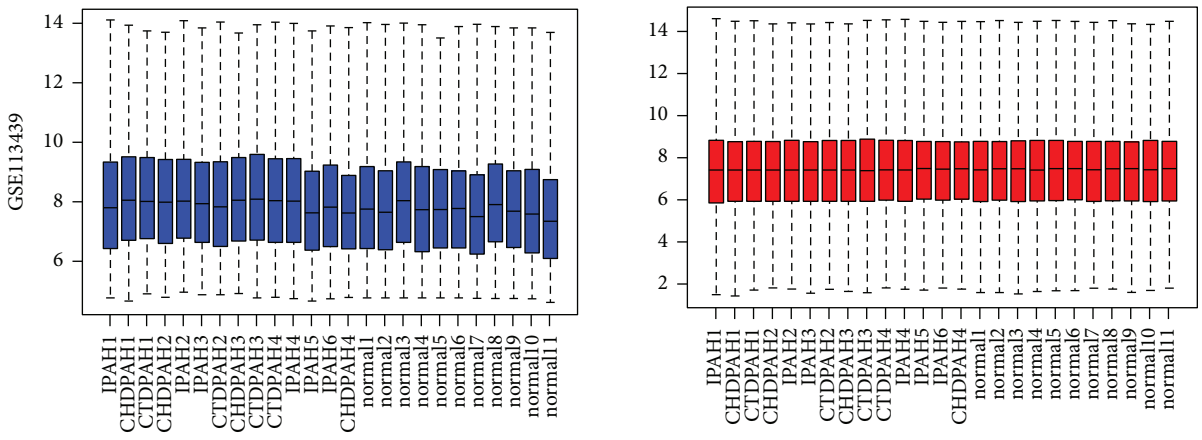 GSE113439
14
12
10
8
6
IPAH1
CHDPAH1
CTDPAH1
CHDPAH2
IPAH2
IPAH3
CTDPAH2
CHDPAH3
CTDPAH3
CTDPAH4
IPAH4
IPAH5
IPAH6
CHDPAH4
normal1
normal2
normal3
normal4
normal5
normal6
normal7
normal8
normal9
normal10
normal11
14
12
10
8
6
4
2
IPAH1
CHDPAH1
CTDPAH1
CHDPAH2
IPAH2
IPAH3
CTDPAH2
CHDPAH3
CTDPAH3
CTDPAH4
IPAH4
IPAH5
IPAH6
CHDPAH4
normal1
normal2
normal3
normal4
normal5
normal6
normal7
normal8
normal9
normal10
normal11